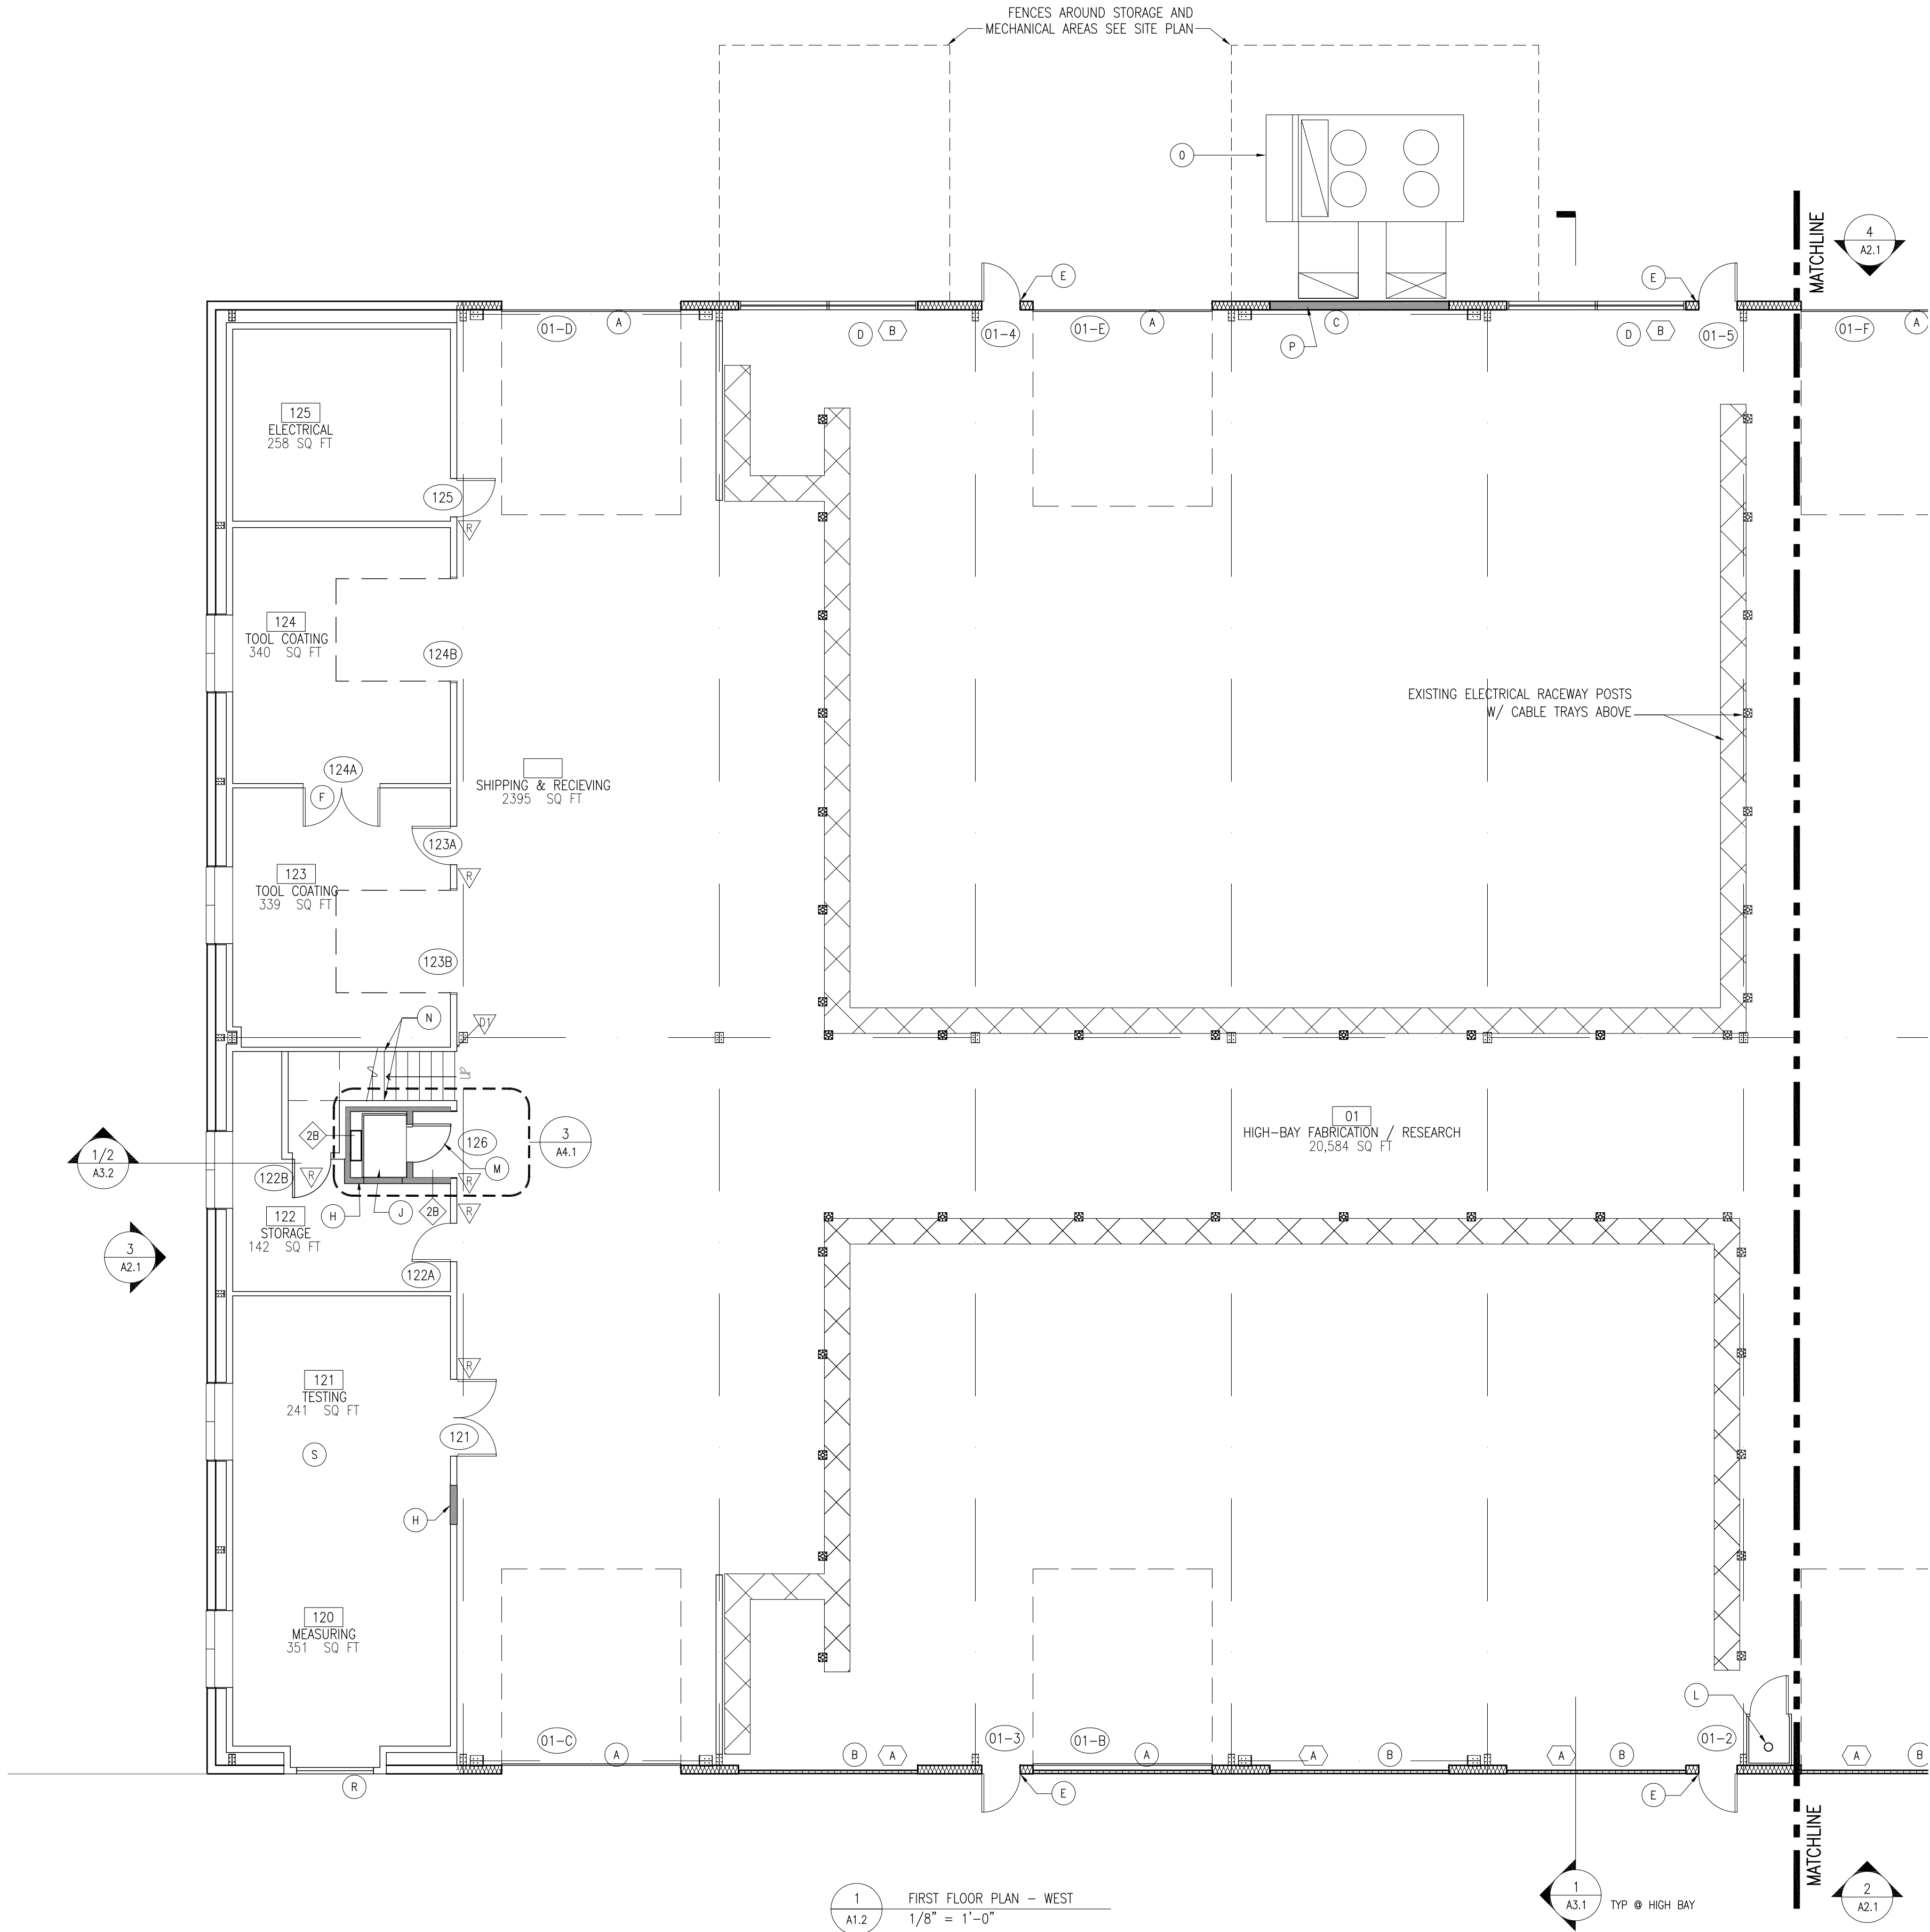 FENCES AROUND STORAGE AND
MECHANICAL AREAS SEE SITE PLAN
O
MATCHLINE
4
A2.1
E
E
01-D
A
D
B
01-4
01-E
A
C
P
D
B
01-5
01-F
A
125
ELECTRICAL
258 SQ FT
125
R
124
TOOL COATING
340 SQ FT
124B
EXISTING ELECTRICAL RACEWAY POSTS
W/ CABLE TRAYS ABOVE
124A
F
SHIPPING & RECIEVING
2395 SQ FT
123A
R
123
TOOL COATING
339 SQ FT
123B
N
D1
UP
01
HIGH-BAY FABRICATION / RESEARCH
20,584 SQ FT
2B
126
3
A4.1
1/2
A3.2
M
122B
R
R
H
J
2B
R
122
STORAGE
142 SQ FT
3
A2.1
122A
R
121
TESTING
241 SQ FT
121
S
H
120
MEASURING
351 SQ FT
L
01-C
A
B
A
01-3
01-B
A
A
B
A
B
01-2
A
B
R
E
E
MATCHLINE
1
A1.2
FIRST FLOOR PLAN - WEST
1/8" = 1'-0"
1
A3.1
TYP @ HIGH BAY
2
A2.1